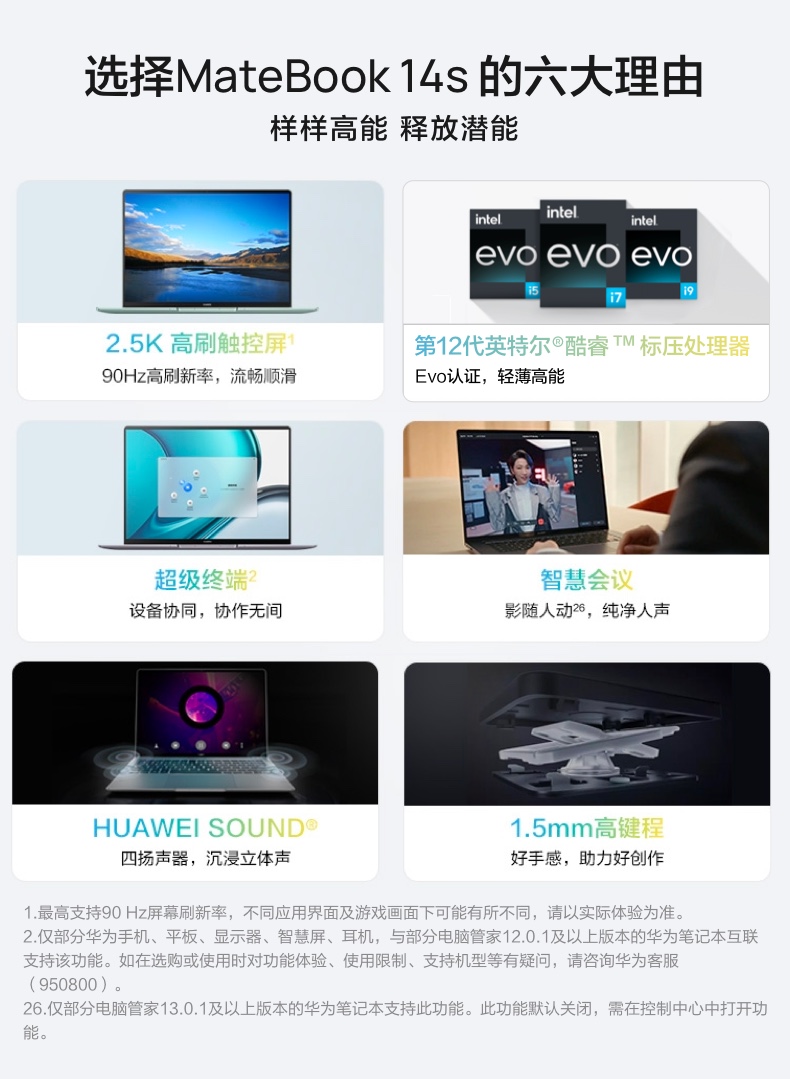 选择MateBook 14s 的六大理由
样样高能 释放潜能
intel.
evo
i5
intel.
evo
i7
intel.
evo
i9
2.5K 高刷触控屏1
90Hz高刷新率，流畅顺滑
第12代英特尔®酷睿™ 标压处理器
Evo认证，轻薄高能
超级终端2
设备协同，协作无间
智慧会议
影随人动26，纯净人声
HUAWEI SOUND®
四扬声器，沉浸立体声
1.5mm高键程
好手感，助力好创作
1.最高支持90 Hz屏幕刷新率，不同应用界面及游戏画面下可能有所不同，请以实际体验为准。
2.仅部分华为手机、平板、显示器、智慧屏、耳机，与部分电脑管家12.0.1及以上版本的华为笔记本互联
支持该功能。如在选购或使用时对功能体验、使用限制、支持机型等有疑问，请咨询华为客服
（950800）。
26.仅部分电脑管家13.0.1及以上版本的华为笔记本支持此功能。此功能默认关闭，需在控制中心中打开功
能。